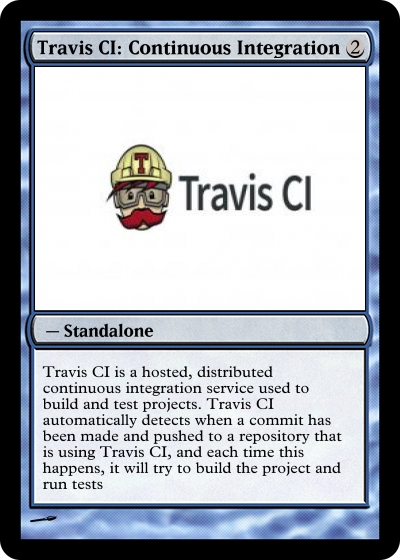 Travis CI: Continuous Integration 2
T
Travis CI
— Standalone
Travis CI is a hosted, distributed
continuous integration service used to
build and test projects. Travis CI
automatically detects when a commit has
been made and pushed to a repository that
is using Travis CI, and each time this
happens, it will try to build the project and
run tests